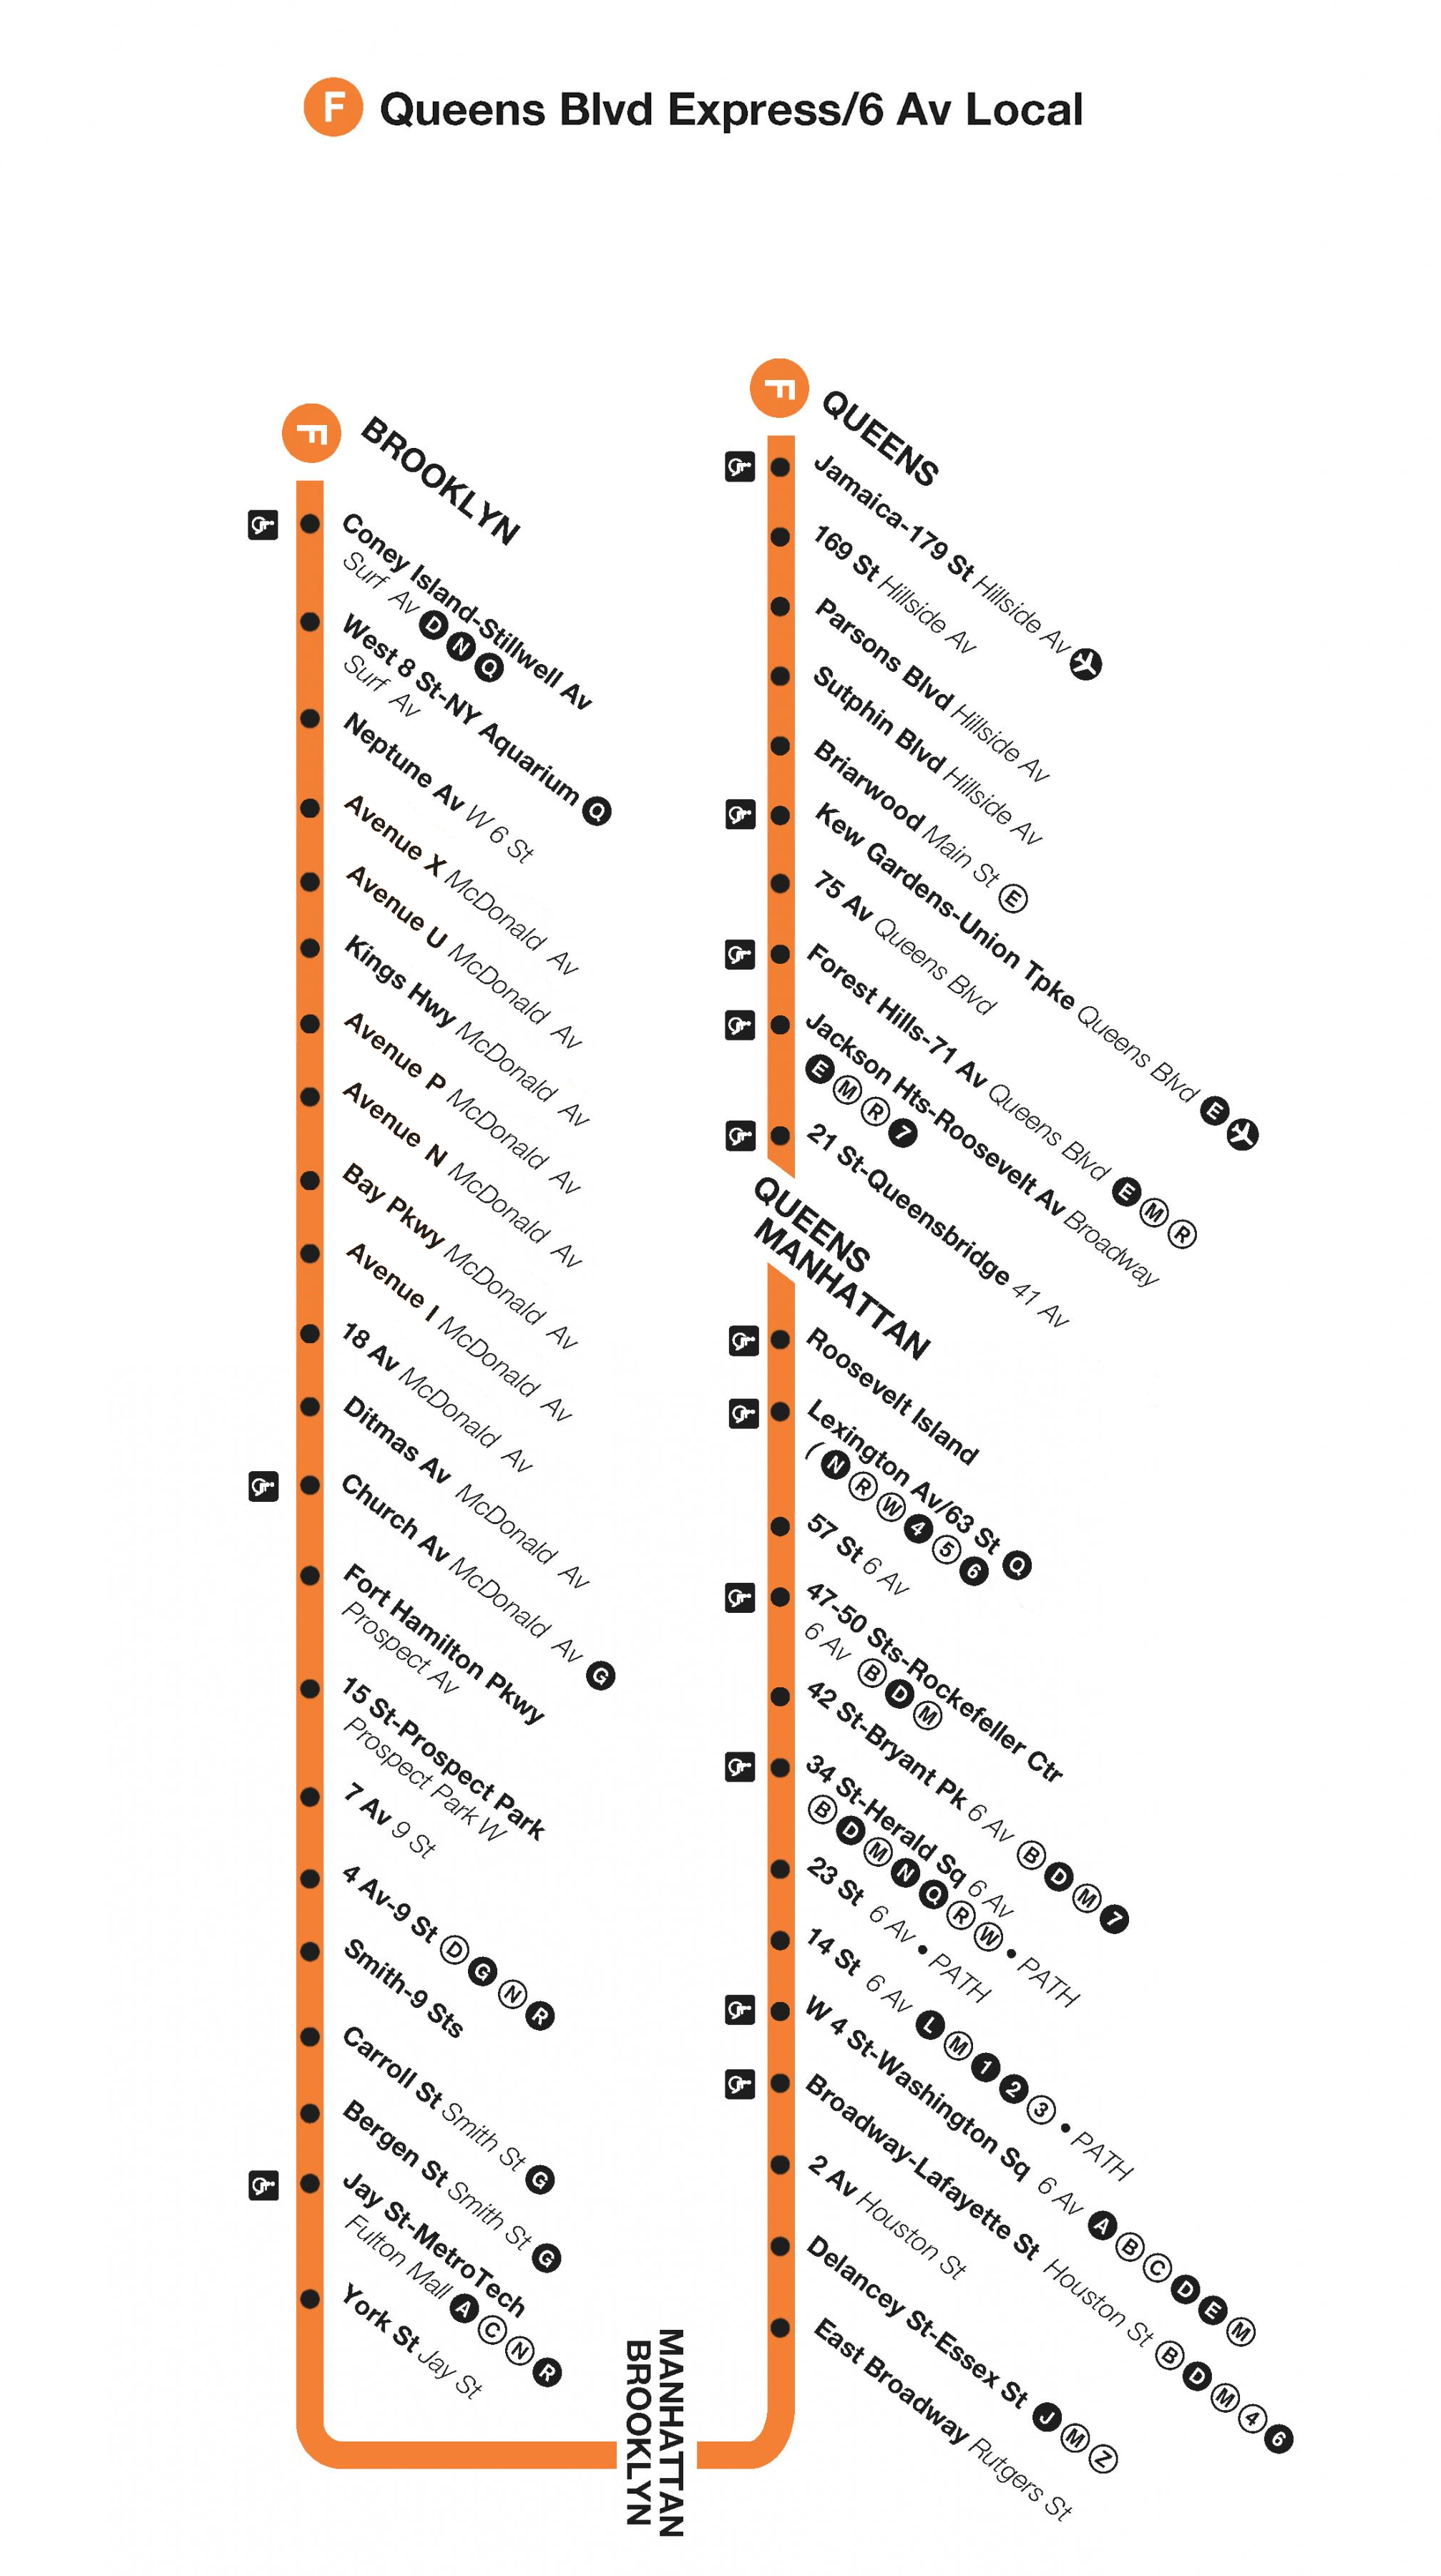 F Queens Blvd Express/6 Av Local
F
BROOKLYN
Coney Island-Stillwell Av
Surf Av D N Q
West 8 St-NY Aquarium Q
Surf Av
Neptune Av W 6 St
Avenue X McDonald Av
Avenue U McDonald Av
Kings Hwy McDonald Av
Avenue P McDonald Av
Avenue N McDonald Av
Bay Pkwy McDonald Av
Avenue I McDonald Av
18 Av McDonald Av
Ditmas Av McDonald Av
Church Av McDonald Av G
Fort Hamilton Pkwy
Prospect Av
15 St-Prospect Park
Prospect Park W
7 Av 9 St
4 Av-9 St D G N R
Smith-9 Sts
Carroll St Smith St G
Bergen St Smith St G
Jay St-MetroTech
Fulton Mall A C N R
York St Jay St
MANHATTAN
BROOKLYN
F
QUEENS
Jamaica-179 St Hillside Av
169 St Hillside Av
Parsons Blvd Hillside Av
Sutphin Blvd Hillside Av
Briarwood Main St E
Kew Gardens-Union Tpke Queens Blvd E
75 Av Queens Blvd
Forest Hills-71 Av Queens Blvd E M R
Jackson Hts-Roosevelt Av Broadway
E M R 7
21 St-Queensbridge 41 Av
QUEENS
MANHATTAN
Roosevelt Island
Lexington Av/63 St Q
( N R W 4 5 6
57 St 6 Av
47-50 Sts-Rockefeller Ctr
6 Av B D M
42 St-Bryant Pk 6 Av B D M 7
34 St-Herald Sq 6 Av
B D M N Q R W • PATH
23 St 6 Av • PATH
14 St 6 Av L M 1 2 3 • PATH
W 4 St-Washington Sq 6 Av A B C D E M
Broadway-Lafayette St Houston St B D M 4 6
2 Av Houston St
Delancey St-Essex St J M Z
East Broadway Rutgers St